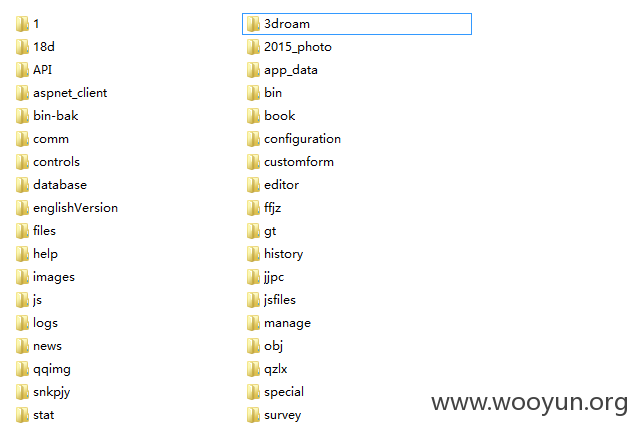 1 3droam
18d 2015_photo
API app_data
aspnet_client bin
bin-bak book
comm configuration
controls customform
database editor
englishVersion ffjz
files gt
help history
images jjpc
js jsfiles
logs manage
news obj
qqimg qzlx
snkpjy special
stat survey
www.wooyun.org